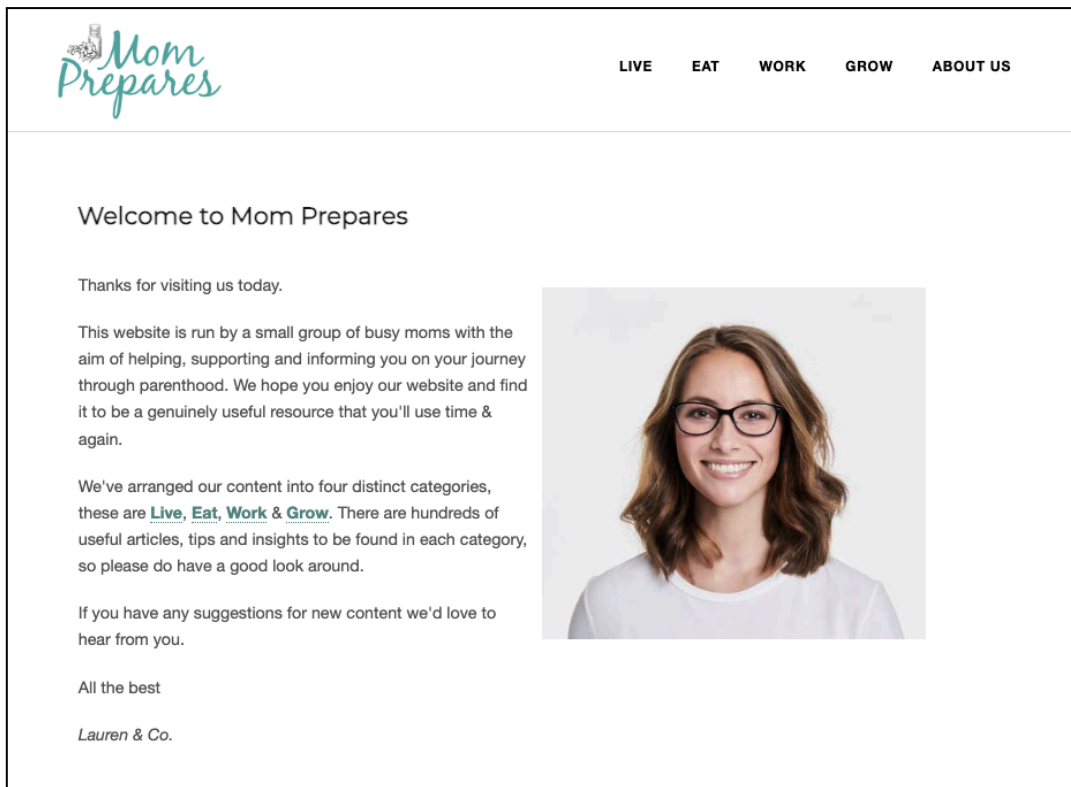 Mom
Prepares
LIVE EAT WORK GROW ABOUT US
Welcome to Mom Prepares
Thanks for visiting us today.
This website is run by a small group of busy moms with the
aim of helping, supporting and informing you on your journey
through parenthood. We hope you enjoy our website and find
it to be a genuinely useful resource that you'll use time &
again.
We've arranged our content into four distinct categories,
these are Live, Eat, Work & Grow. There are hundreds of
useful articles, tips and insights to be found in each category,
so please do have a good look around.
If you have any suggestions for new content we'd love to
hear from you.
All the best
Lauren & Co.